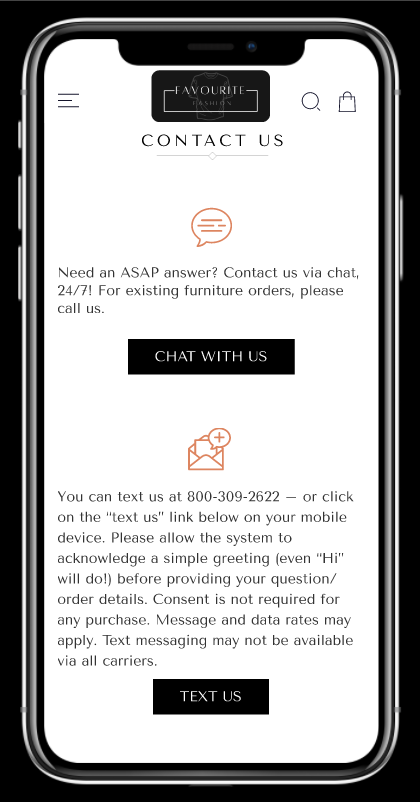 FAVOURITE
FASHION
CONTACT US
Need an ASAP answer? Contact us via chat,
24/7! For existing furniture orders, please
call us.
CHAT WITH US
You can text us at 800-309-2622 – or click
on the “text us” link below on your mobile
device. Please allow the system to
acknowledge a simple greeting (even “Hi”
will do!) before providing your question/
order details. Consent is not required for
any purchase. Message and data rates may
apply. Text messaging may not be available
via all carriers.
TEXT US